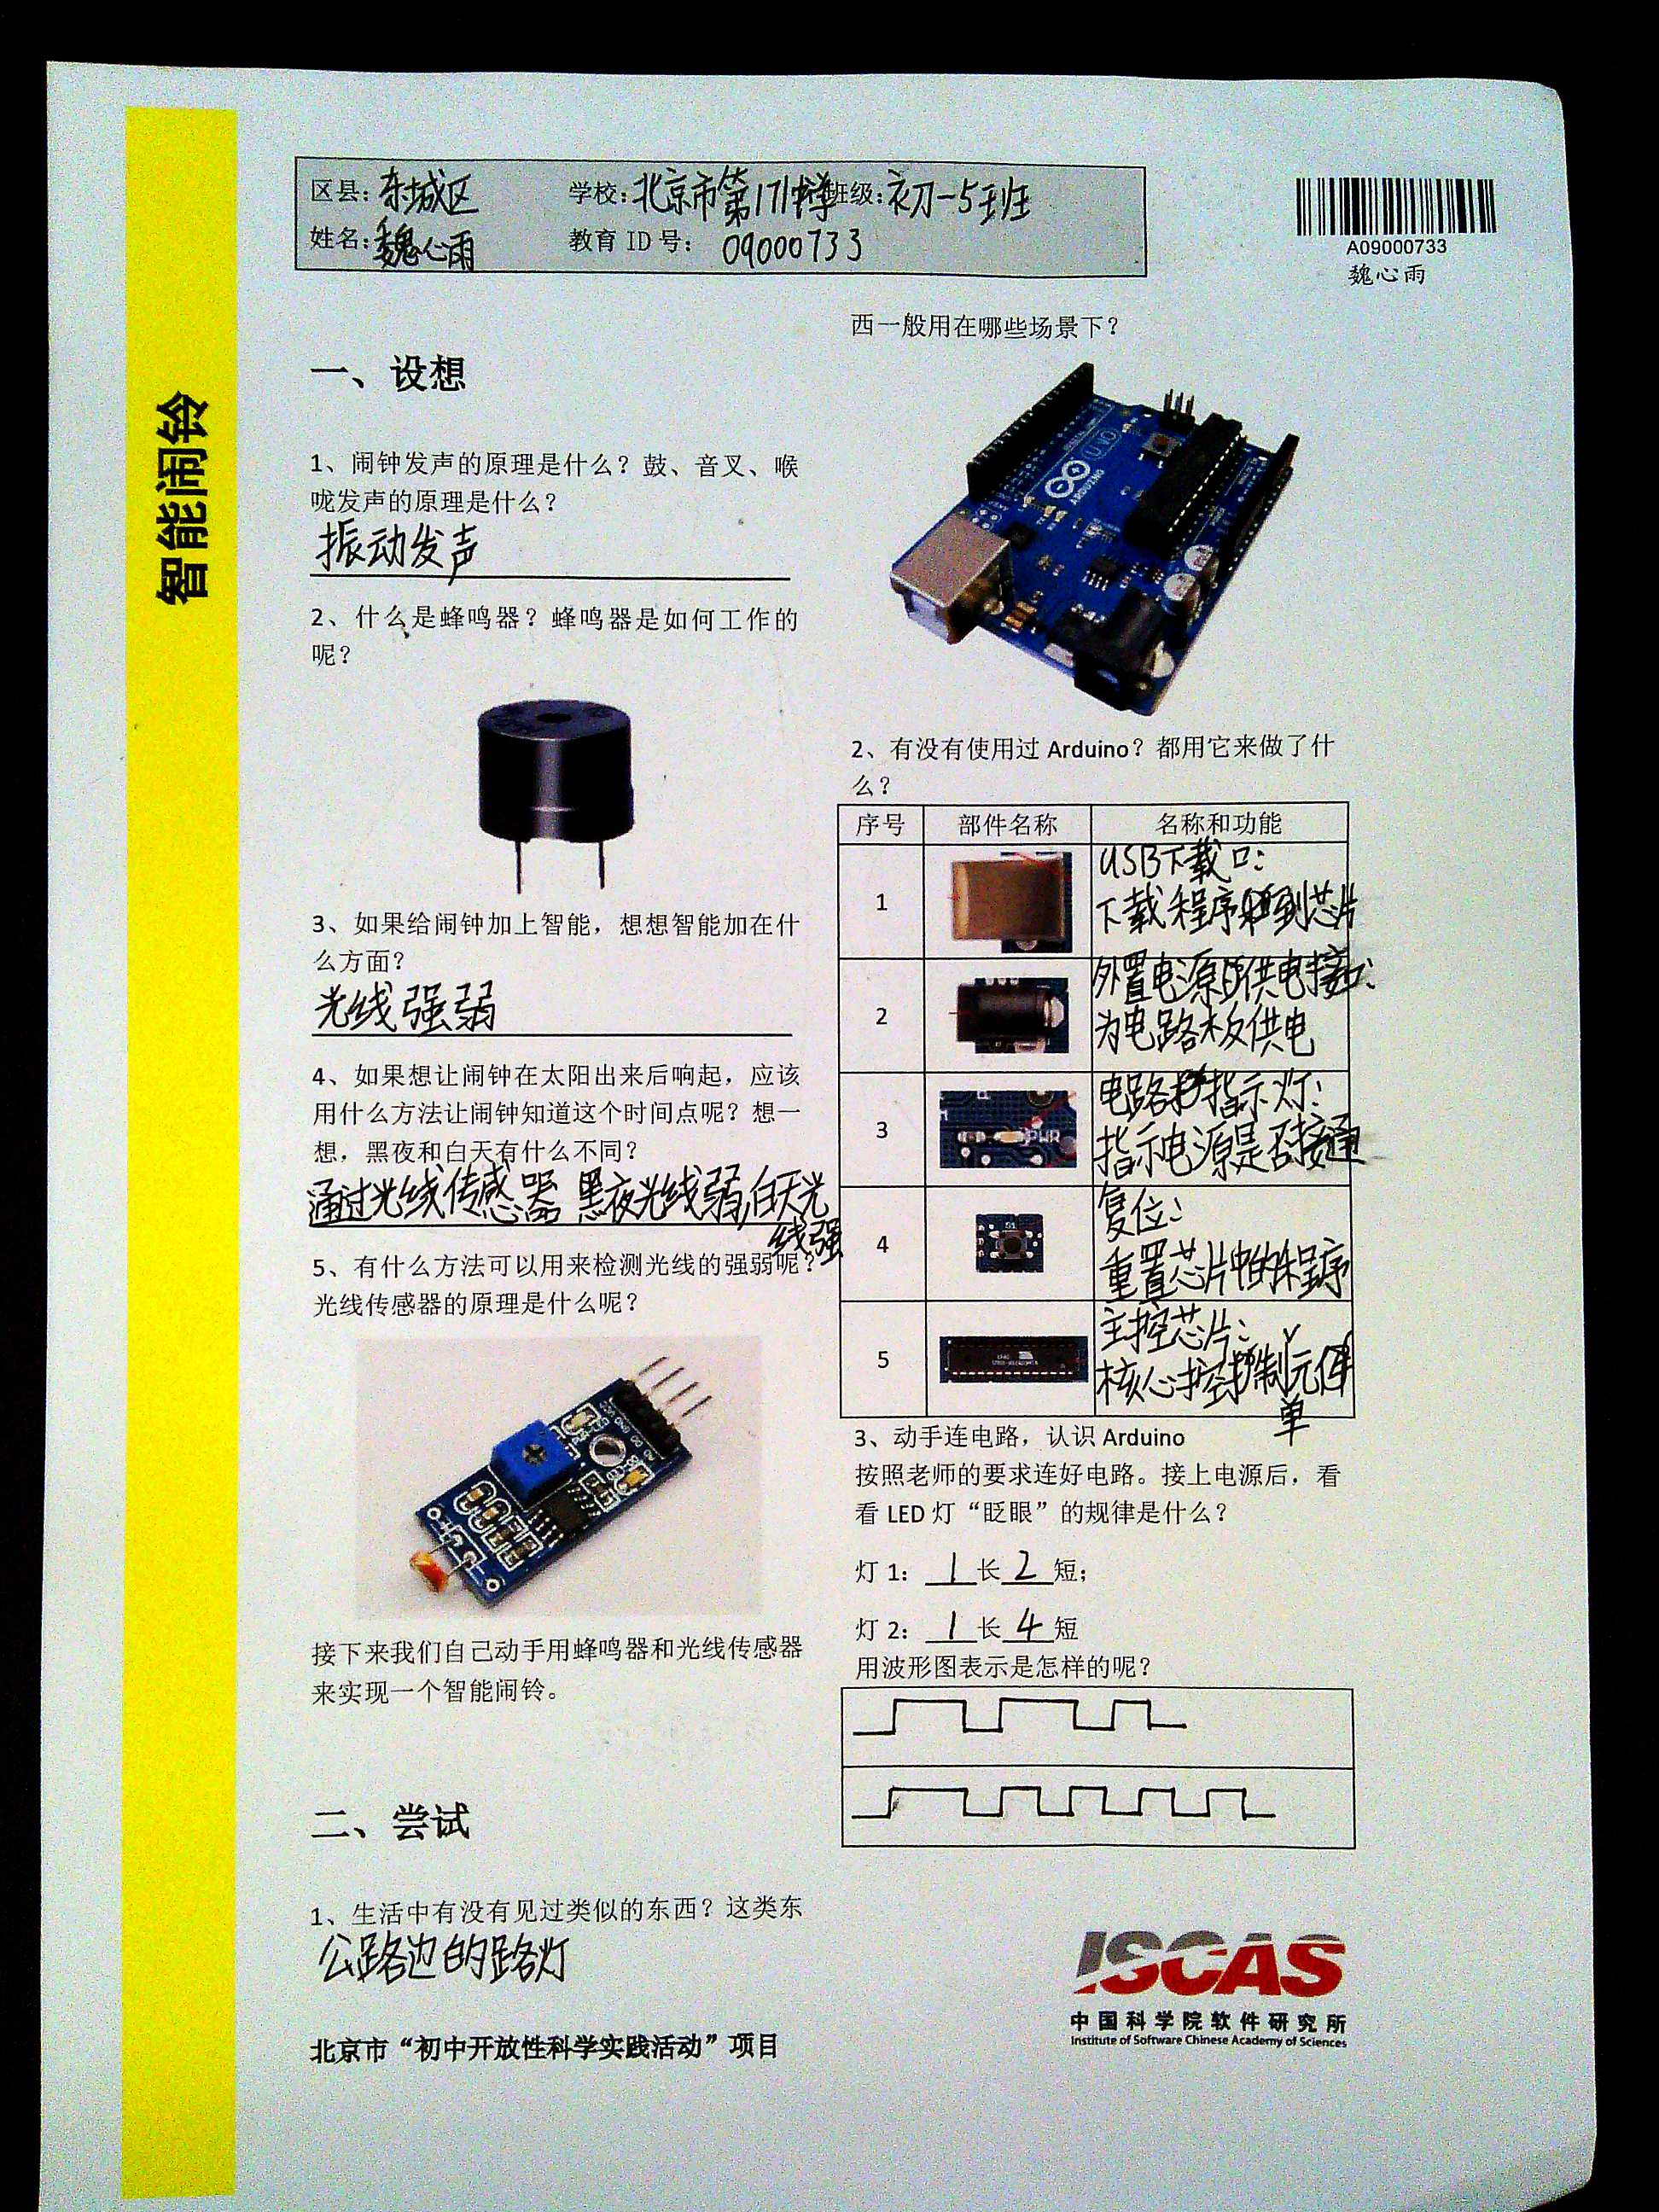 智能闹铃
区县：东城区 学校：北京市第171中学 班级：初一5班
姓名：魏心雨 教育 ID 号： 09000733
A09000733
魏心雨
一、设想
1、闹钟发声的原理是什么？鼓、音叉、喉
咙发声的原理是什么？
振动发声
2、什么是蜂鸣器？蜂鸣器是如何工作的
呢？
3、如果给闹钟加上智能，想想智能加在什
么方面？
光线强弱
4、如果想让闹钟在太阳出来后响起，应该
用什么方法让闹钟知道这个时间点呢？想一
想，黑夜和白天有什么不同？
通过光线传感器 黑夜光线弱，白天光
线强
5、有什么方法可以用来检测光线的强弱呢？
光线传感器的原理是什么呢？
接下来我们自己动手用蜂鸣器和光线传感器
来实现一个智能闹铃。
二、尝试
1、生活中有没有见过类似的东西？这类东
公路边的路灯
北京市“初中开放性科学实践活动”项目
西一般用在哪些场景下？
ARDUINO
UNO
2、有没有使用过 Arduino？都用它来做了什
么？
序号 部件名称 名称和功能
1 USB下载口：
下载程序到芯片
2 外置电源供电接口：
为电路板供电
3 电路指示灯：
指示电源是否接通
PWR
4 复位：
重置芯片中的程序
5 主控芯片：
核心控制单元
3、动手连电路，认识 Arduino
按照老师的要求连好电路。接上电源后，看
看 LED 灯“眨眼”的规律是什么？
灯 1： 1 长 2 短；
灯 2： 1 长 4 短
用波形图表示是怎样的呢？
ISCAS
中国科学院软件研究所
Institute of Software Chinese Academy of Sciences